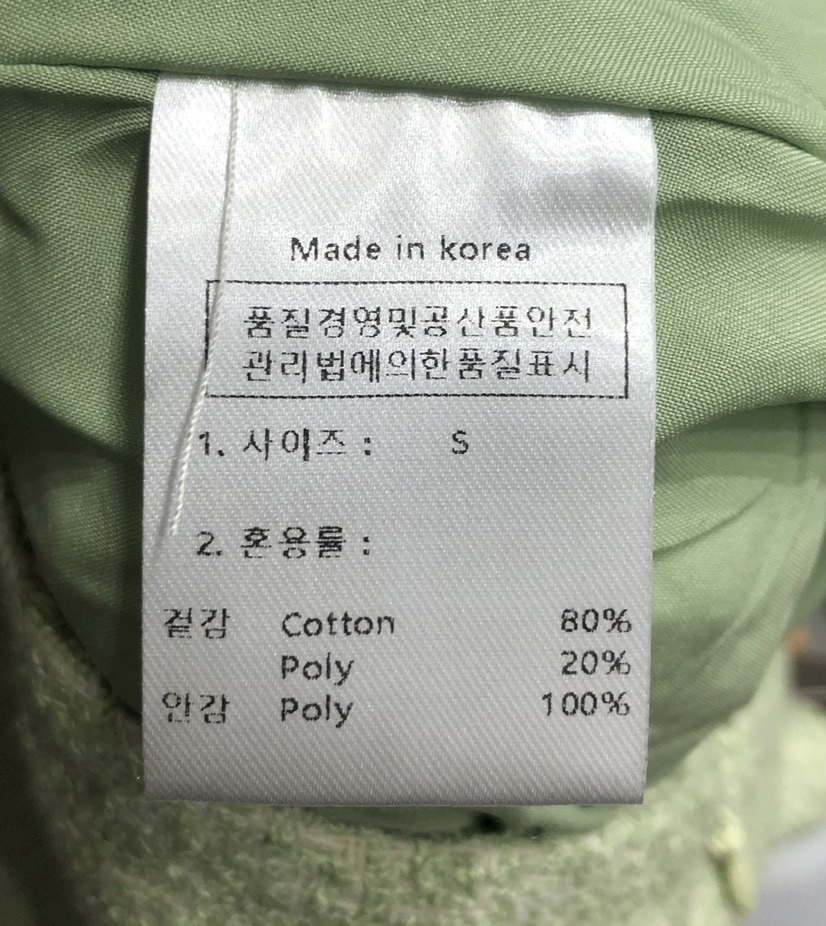 Made in korea
품질경영및공산품안전
관리법에의한품질표시
1. 사이즈 : S
2. 혼용률 :
겉감 Cotton 80%
Poly 20%
안감 Poly 100%